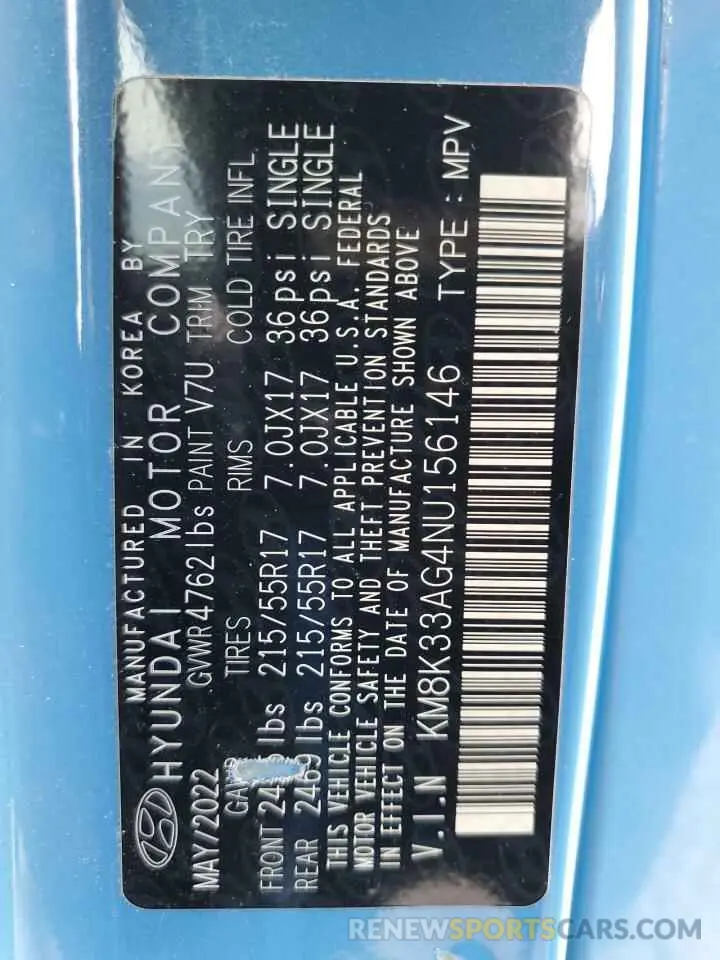 MANUFACTURED IN KOREA BY
HYUNDAI MOTOR COMPANY
MAY/2022 GVWR 4762 lbs PAINT V7U TRIM TRY
TIRES RIMS COLD TIRE INFL
FRONT lbs 215/55R17 7.0JX17 36psi SINGLE
REAR 2469 lbs 215/55R17 7.0JX17 36psi SINGLE
THIS VEHICLE CONFORMS TO ALL APPLICABLE U.S.A. FEDERAL
MOTOR VEHICLE SAFETY AND THEFT PREVENTION STANDARDS
IN EFFECT ON THE DATE OF MANUFACTURE SHOWN ABOVE
V.I.N KM8K33AG4NU156146 TYPE : MPV
RENEWSPORTSCARS.COM